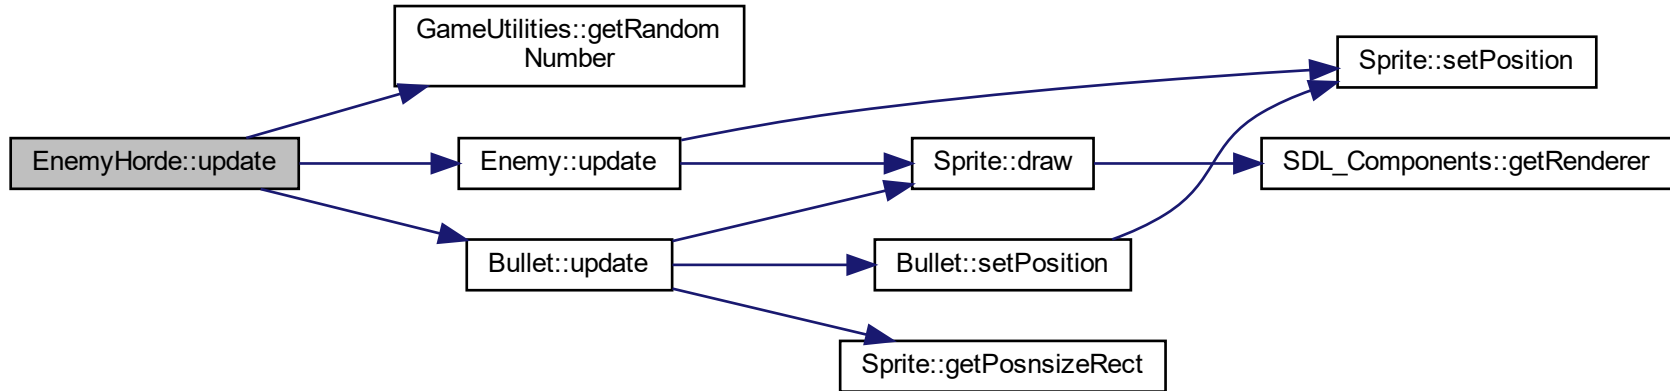 GameUtilities::getRandom
Number
Sprite::setPosition
EnemyHorde::update
Enemy::update
Sprite::draw
SDL_Components::getRenderer
Bullet::update
Bullet::setPosition
Sprite::getPosnsizeRect